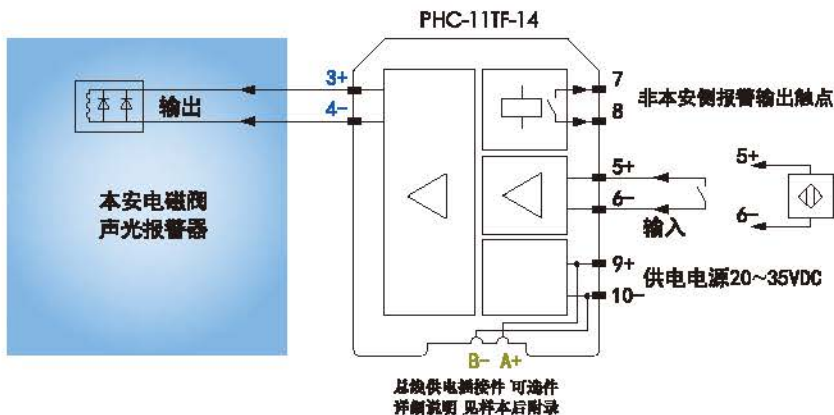 PHC-11TF-14
3+
4-
输出
本安电磁阀
声光报警器
7
8
非本安侧报警输出触点
5+
6-
输入
5+
6-
9+
10-
供电电源20~35VDC
B- A+
总线供电插接件 可选件
详细说明 见样本后附录